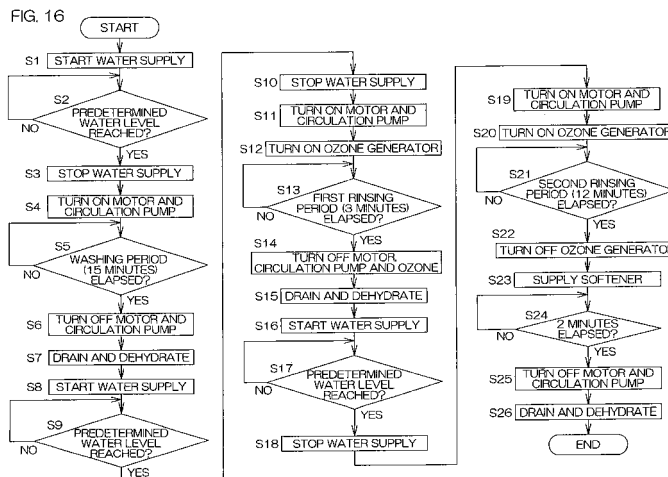 FIG. 16
START
S1 START WATER SUPPLY
S2
PREDETERMINED
WATER LEVEL
REACHED?
NO
YES
S3 STOP WATER SUPPLY
S4 TURN ON MOTOR AND
CIRCULATION PUMP
S5
WASHING PERIOD
(15 MINUTES)
ELAPSED?
NO
YES
S6 TURN OFF MOTOR AND
CIRCULATION PUMP
S7 DRAIN AND DEHYDRATE
S8 START WATER SUPPLY
S9
PREDETERMINED
WATER LEVEL
REACHED?
NO
YES
S10 STOP WATER SUPPLY
S11 TURN ON MOTOR AND
CIRCULATION PUMP
S12 TURN ON OZONE GENERATOR
S13
FIRST RINSING
PERIOD (3 MINUTES)
ELAPSED?
NO
YES
S14
TURN OFF MOTOR,
CIRCULATION PUMP AND OZONE
S15 DRAIN AND DEHYDRATE
S16 START WATER SUPPLY
S17
PREDETERMINED
WATER LEVEL
REACHED?
NO
YES
S18 STOP WATER SUPPLY
S19 TURN ON MOTOR AND
CIRCULATION PUMP
S20 TURN ON OZONE GENERATOR
S21
SECOND RINSING
PERIOD (12 MINUTES)
ELAPSED?
NO
YES
S22
TURN OFF OZONE GENERATOR
S23 SUPPLY SOFTENER
S24
2 MINUTES
ELAPSED?
NO
YES
S25 TURN OFF MOTOR AND
CIRCULATION PUMP
S26 DRAIN AND DEHYDRATE
END